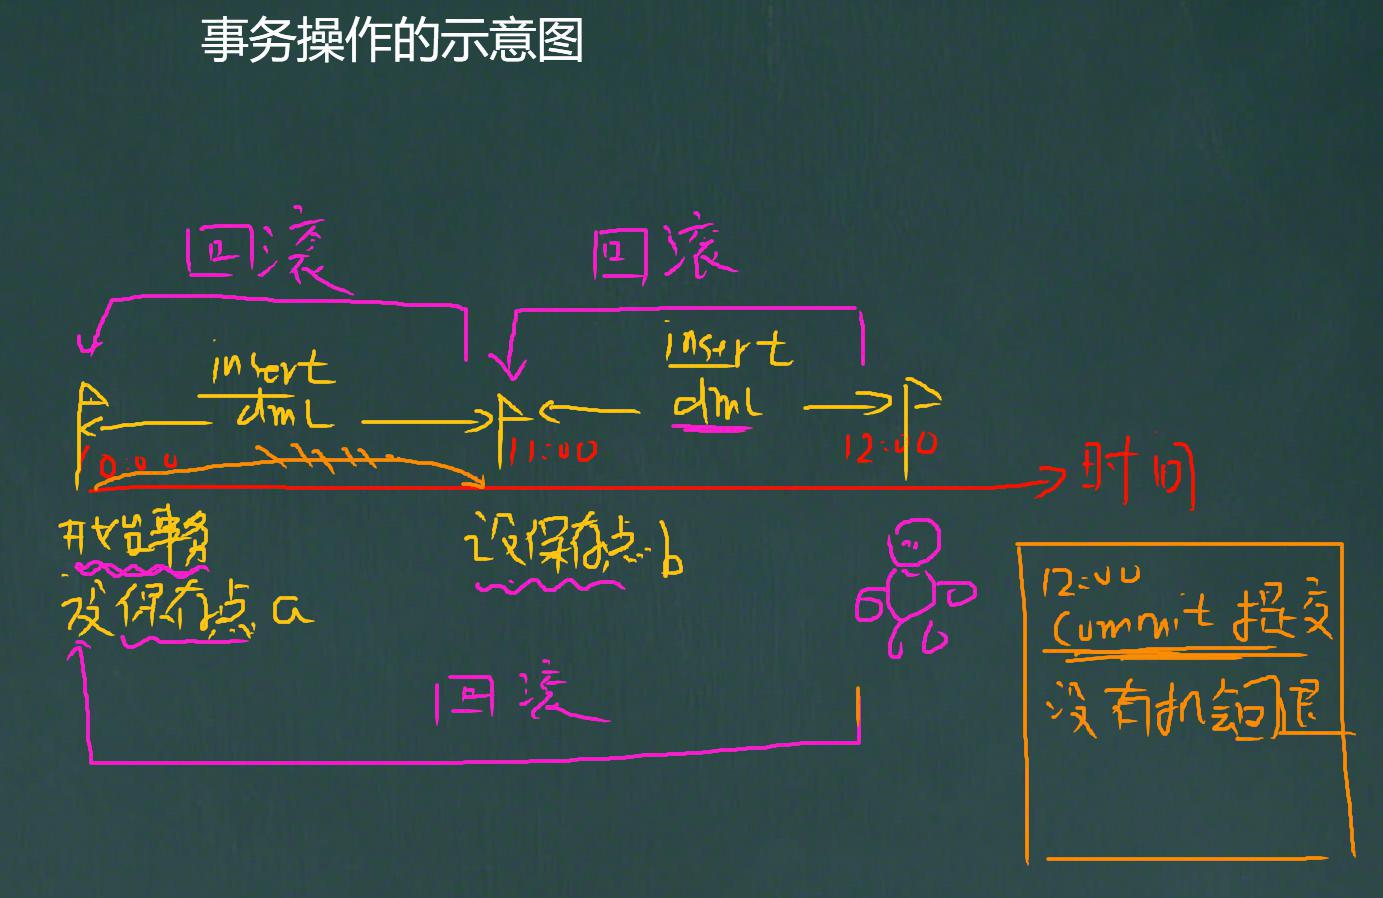 事务操作的示意图
回滚
回滚
insert
dml
insert
dml
10:00
11:00
12:00
时间
开始事务
设保存点 a
设保存点 b
回滚
12:00
commit 提交
没有机会回退